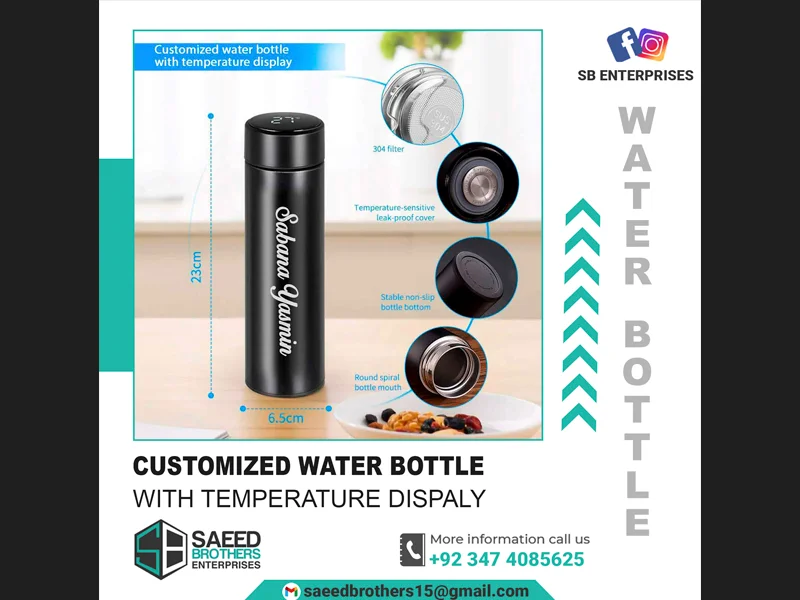 Customized water bottle
with temperature display
SB ENTERPRISES
WATER BOTTLE
27
304 filter
Temperature-sensitive
leak-proof cover
Sabana Yasmin
23cm
Stable non-slip
bottle bottom
Round spiral
bottle mouth
6.5cm
CUSTOMIZED WATER BOTTLE
WITH TEMPERATURE DISPALY
SB
SAEED
BROTHERS
ENTERPRISES
More information call us
+92 347 4085625
saeedbrothers15@gmail.com